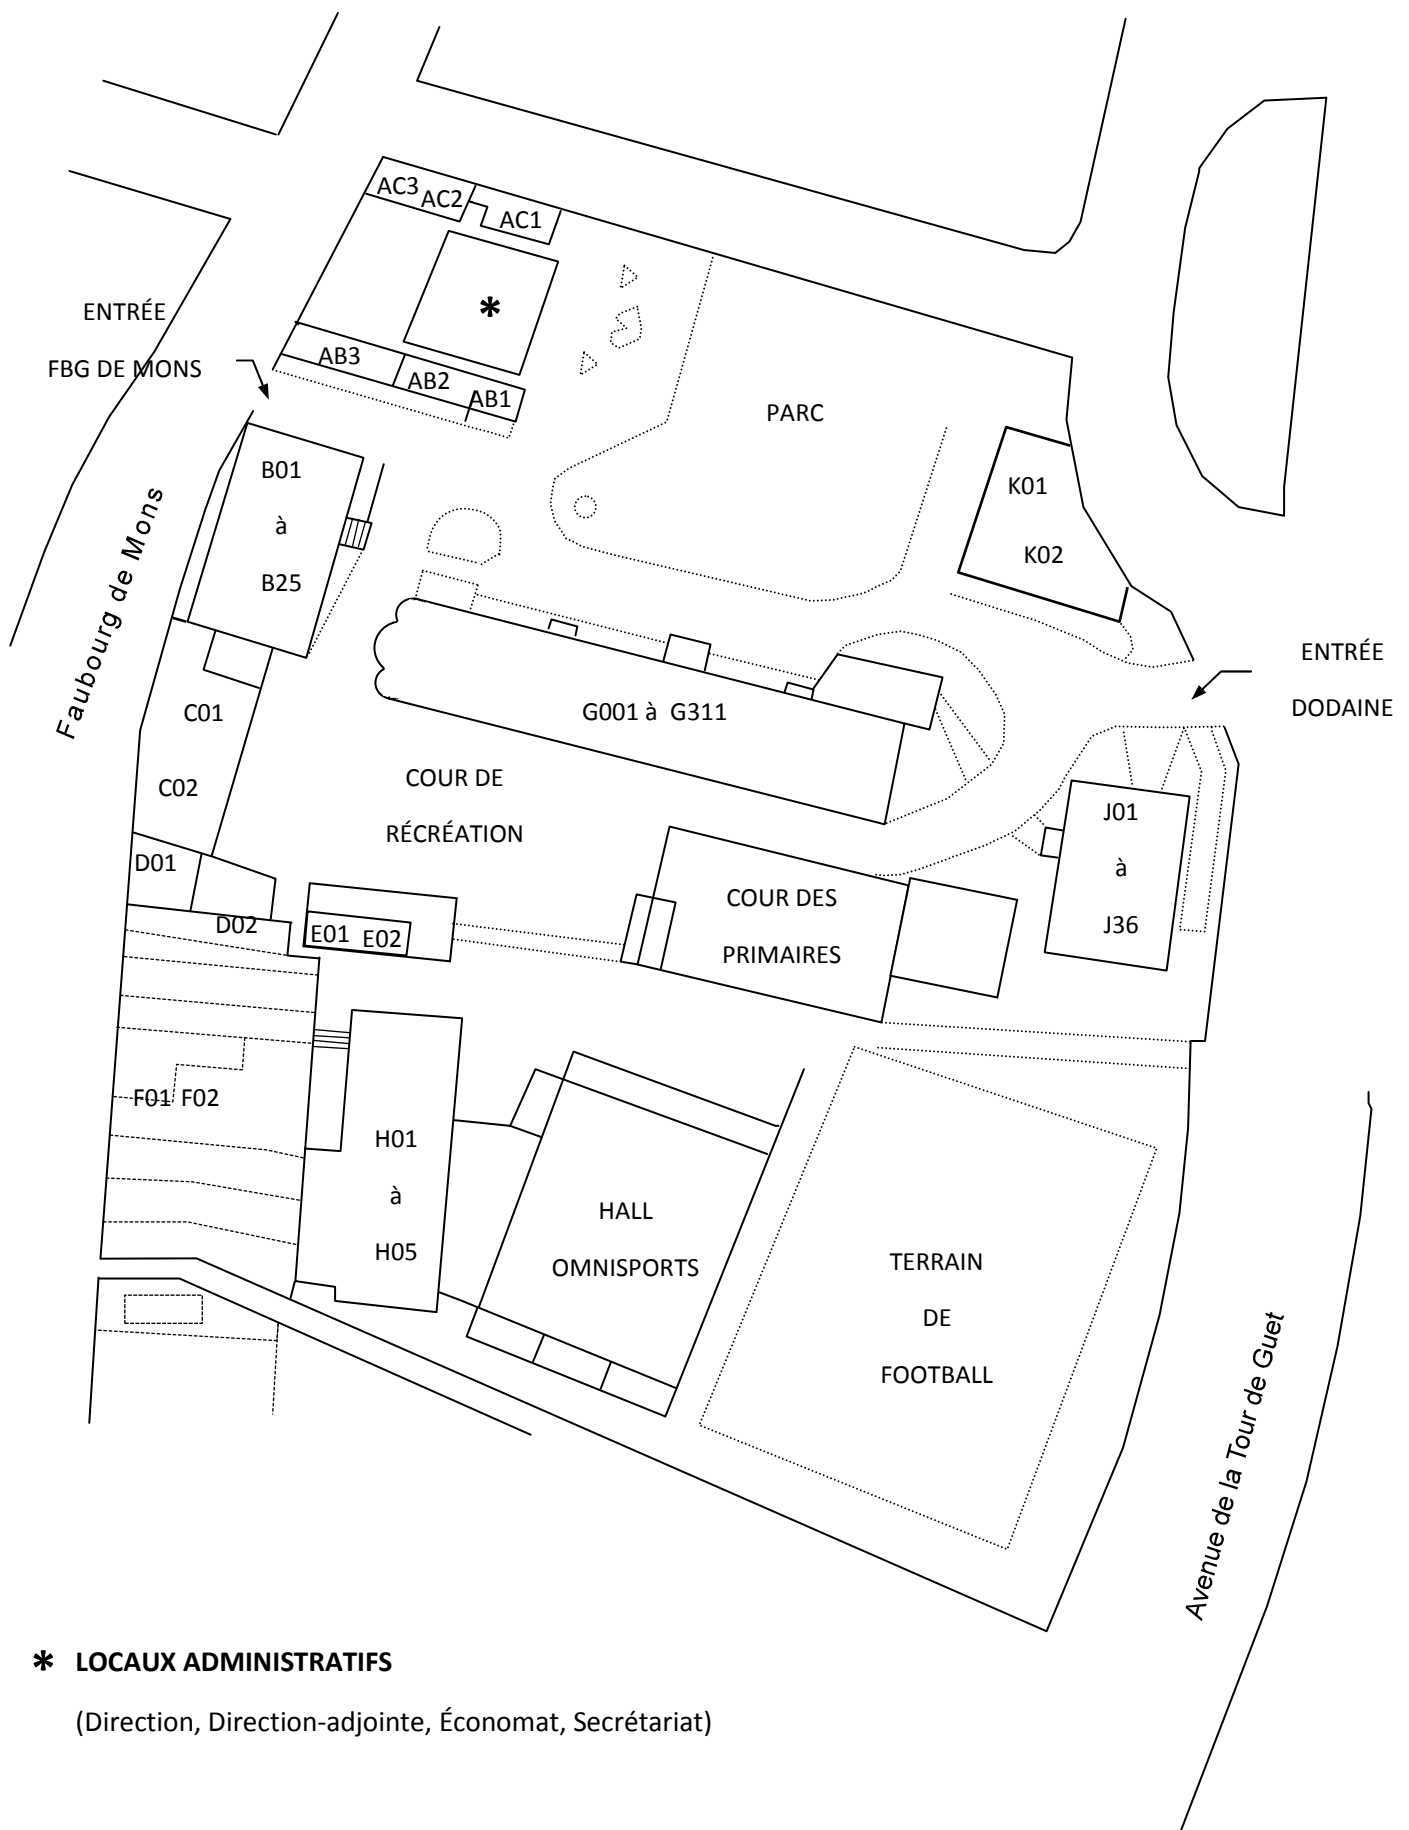 AC3
AC2
AC1
*
ENTRÉE
FBG DE MONS
AB3
AB2
AB1
PARC
B01
à
B25
K01
K02
Faubourg de Mons
ENTRÉE
DODAINE
C01
G001 à G311
C02
COUR DE
RÉCRÉATION
J01
à
J36
D01
D02
COUR DES
PRIMAIRES
E01
E02
F01 F02
H01
à
H05
HALL
OMNISPORTS
TERRAIN
DE
FOOTBALL
Avenue de la Tour de Guet
* LOCAUX ADMINISTRATIFS
(Direction, Direction-adjointe, Économat, Secrétariat)